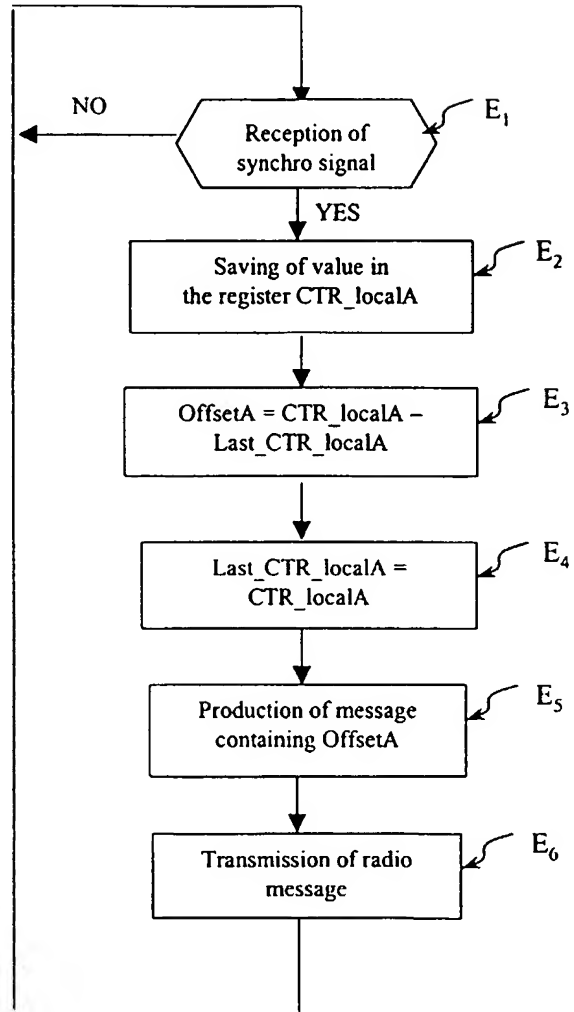 NO
E1
Reception of
synchro signal
YES
E2
Saving of value in
the register CTR_localA
E3
OffsetA = CTR_localA –
Last_CTR_localA
E4
Last_CTR_localA =
CTR_localA
E5
Production of message
containing OffsetA
E6
Transmission of radio
message